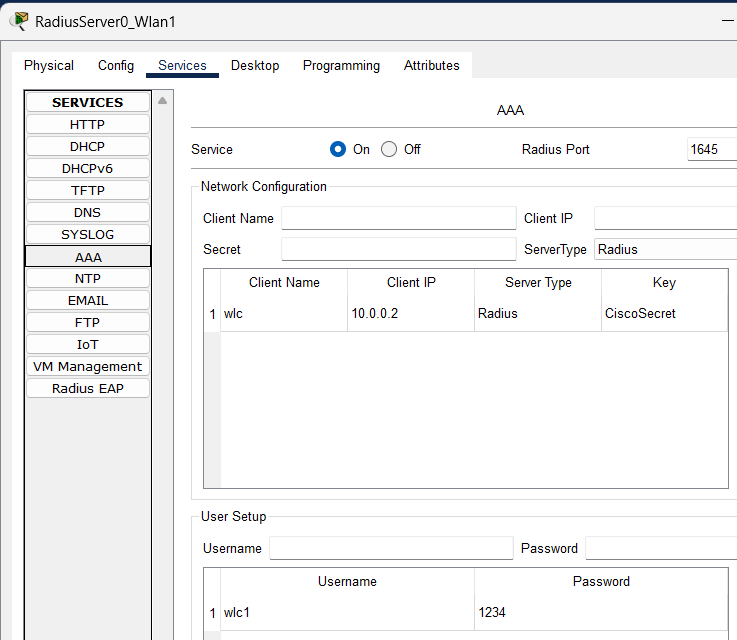 RadiusServer0_Wlan1
Physical Config Services Desktop Programming Attributes
SERVICES
HTTP
DHCP
DHCPv6
TFTP
DNS
SYSLOG
AAA
NTP
EMAIL
FTP
IoT
VM Management
Radius EAP
AAA
Service On Off Radius Port 1645
Network Configuration
Client Name Client IP
Secret ServerType Radius
Client Name Client IP Server Type Key
1 wlc 10.0.0.2 Radius CiscoSecret
User Setup
Username Password
Username Password
1 wlc1 1234